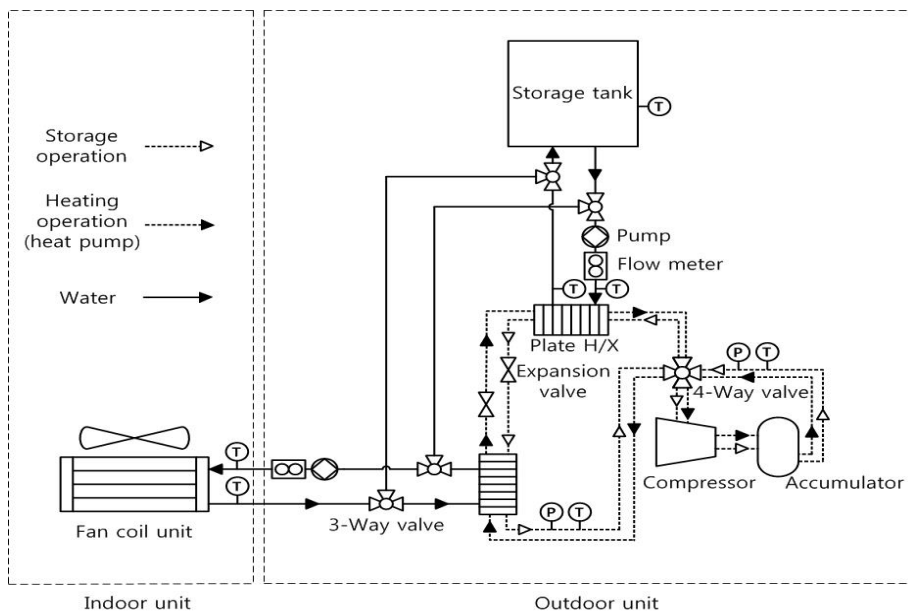 Storage tank
T
Storage
operation
Heating
operation
(heat pump)
Pump
Flow meter
Water
T
T
Plate H/X
Expansion
valve
P
T
4-Way valve
T
T
Compressor
Accumulator
3-Way valve
P
T
Fan coil unit
Indoor unit
Outdoor unit